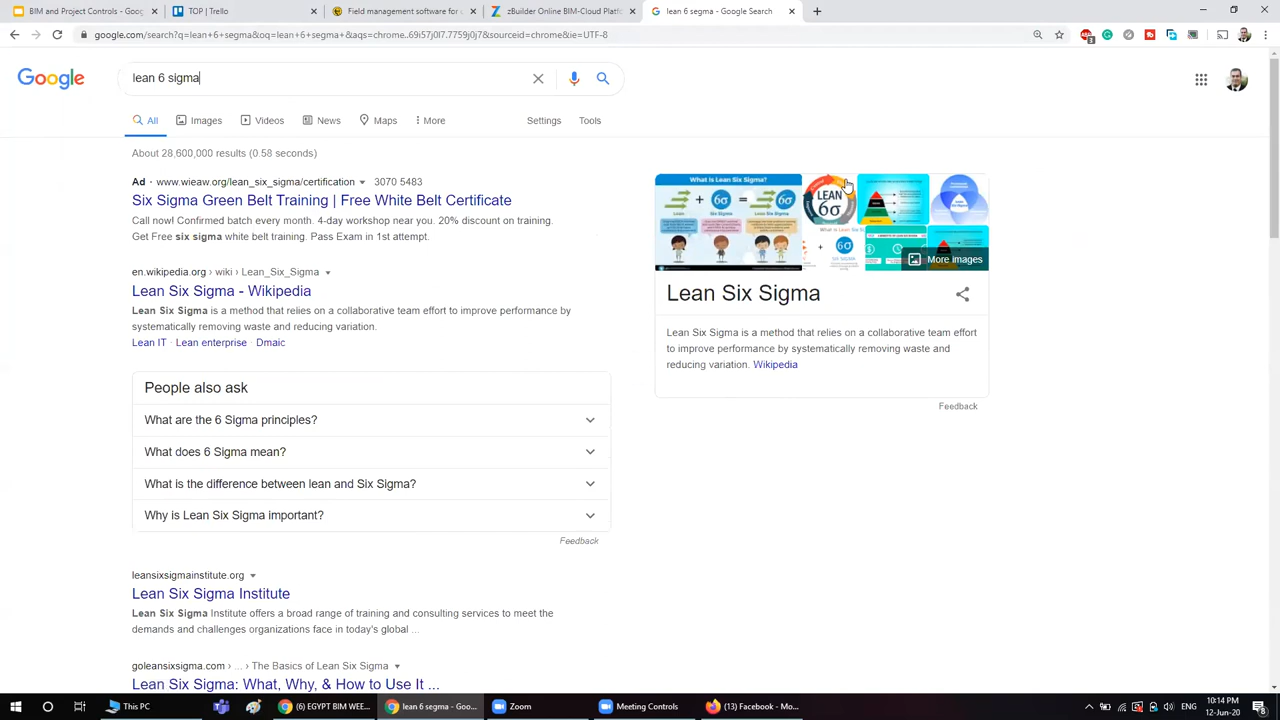 BIM and Project Control - Goog
TOP | Trello
Field management software for
zBuilder Online BIM-Cloud Platfo
lean 6 segma - Google Search
google.com/search?q=lean+6+segma&oq=lean+6+segma+&aqs=chrome..69i57j0l7.7759j0j7&sourceid=chrome&ie=UTF-8
Google
lean 6 sigma
All
Images
Videos
News
Maps
More
Settings
Tools
About 28,600,000 results (0.58 seconds)
Ad · www.wieaw.org/lean_six_sigma/certification 3070 5483
Six Sigma Green Belt Training | Free White Belt Certificate
Call now! Confirmed batch every month. 4-day workshop near you. 20% discount on training.
Get Free six sigma white belt training. Pass Exam in 1st attempt.
en.wikipedia.org › wiki › Lean_Six_Sigma
Lean Six Sigma - Wikipedia
Lean Six Sigma is a method that relies on a collaborative team effort to improve performance by
systematically removing waste and reducing variation.
Lean IT · Lean enterprise · Dmaic
People also ask
What are the 6 Sigma principles?
What does 6 Sigma mean?
What is the difference between lean and Six Sigma?
Why is Lean Six Sigma important?
Feedback
leansixsigmainstitute.org
Lean Six Sigma Institute
Lean Six Sigma Institute offers a broad range of training and consulting services to meet the
demands and challenges organizations face in today's global ...
goleansixsigma.com › ... › The Basics of Lean Six Sigma
Lean Six Sigma: What, Why, & How to Use It ...
What is Lean Six Sigma?
LEAN
6σ
More images
Lean Six Sigma
Lean Six Sigma is a method that relies on a collaborative team effort
to improve performance by systematically removing waste and
reducing variation. Wikipedia
Feedback
This PC
(6) EGYPT BIM WEE...
lean 6 segma - Goo...
Zoom
Meeting Controls
(13) Facebook - Mo...
ENG
10:14 PM
12-Jun-20